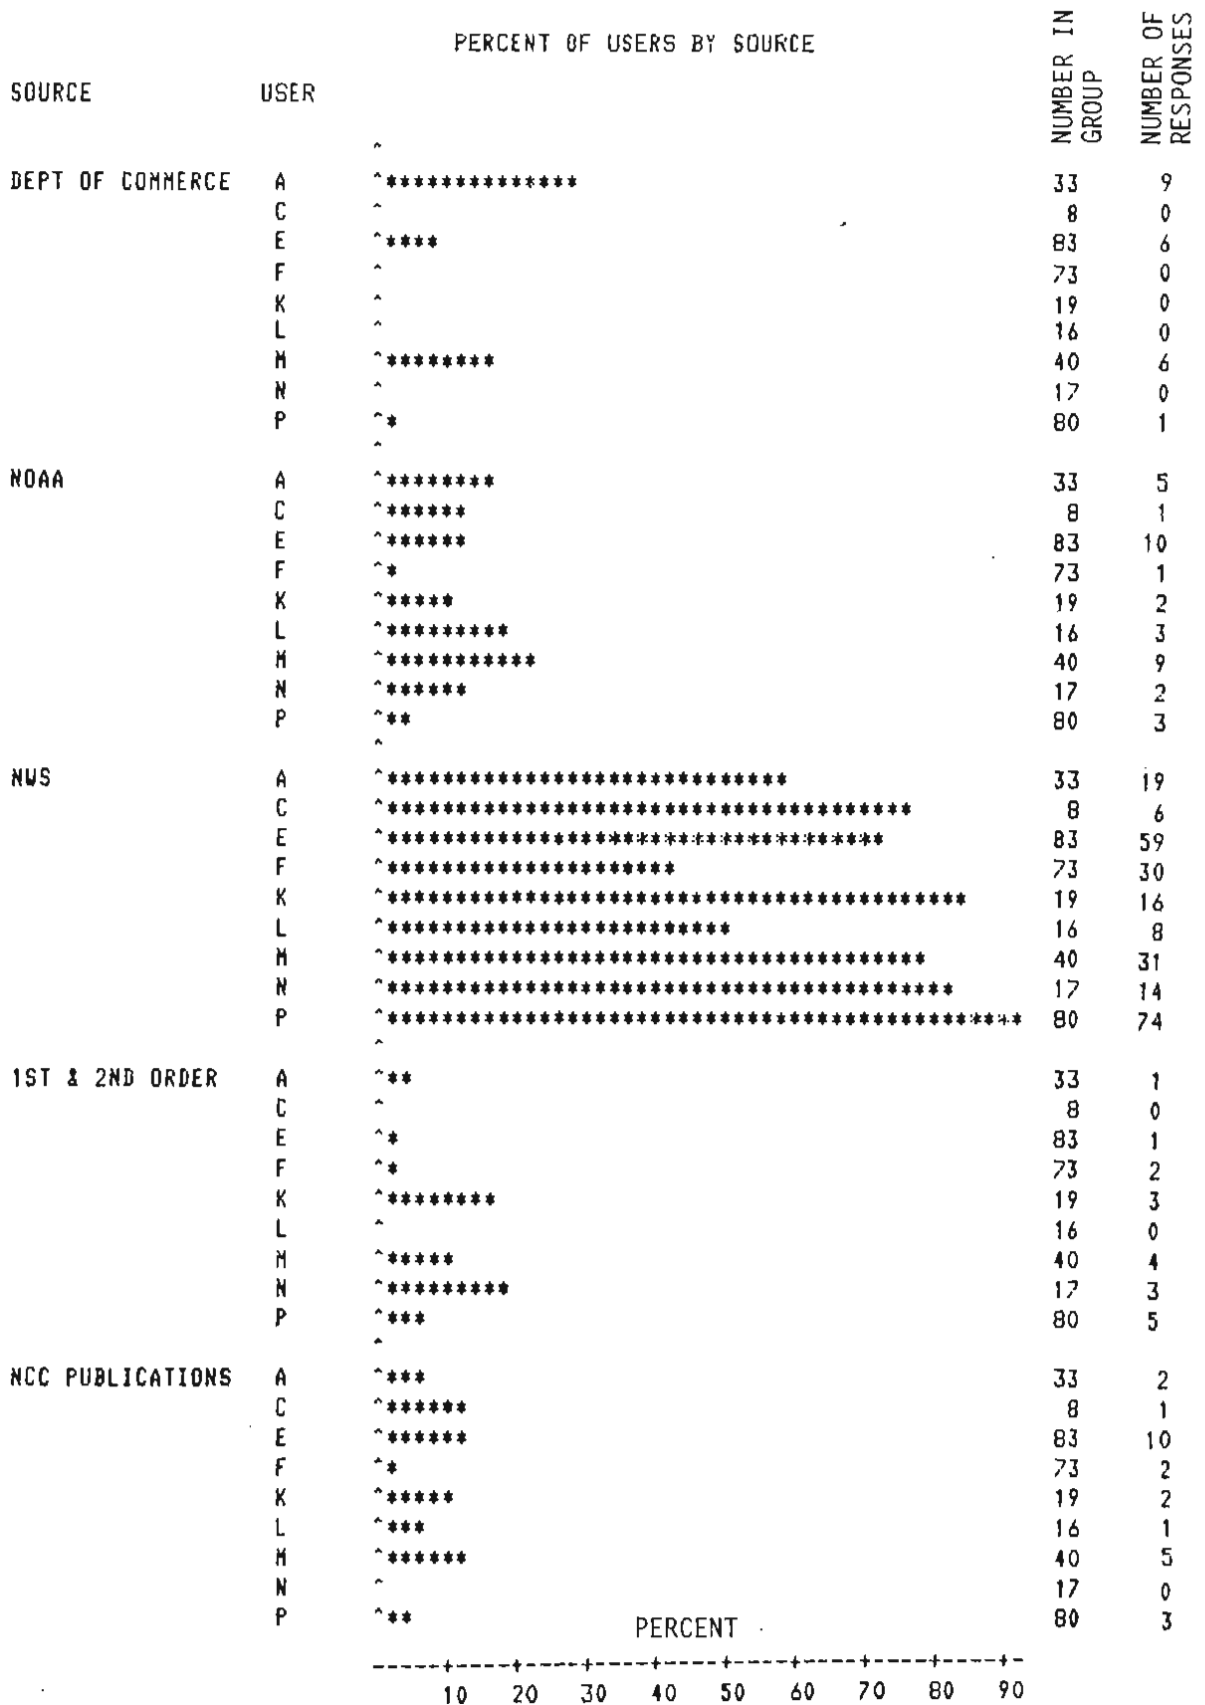 PERCENT OF USERS BY SOURCE
NUMBER IN GROUP
NUMBER OF RESPONSES
SOURCE USER
^
DEPT OF COMMERCE A ^************** 33 9
C ^ 8 0
E ^**** 83 6
F ^ 73 0
K ^ 19 0
L ^ 16 0
M ^******** 40 6
N ^ 17 0
P ^* 80 1
^
NOAA A ^******** 33 5
C ^****** 8 1
E ^****** 83 10
F ^* 73 1
K ^***** 19 2
L ^********* 16 3
M ^*********** 40 9
N ^****** 17 2
P ^** 80 3
^
NWS A ^***************************** 33 19
C ^************************************** 8 6
E ^************************************ 83 59
F ^********************* 73 30
K ^****************************************** 19 16
L ^************************* 16 8
M ^*************************************** 40 31
N ^***************************************** 17 14
P ^********************************************** 80 74
^
1ST & 2ND ORDER A ^** 33 1
C ^ 8 0
E ^* 83 1
F ^* 73 2
K ^******** 19 3
L ^ 16 0
M ^***** 40 4
N ^********* 17 3
P ^*** 80 5
^
NCC PUBLICATIONS A ^*** 33 2
C ^****** 8 1
E ^****** 83 10
F ^* 73 2
K ^***** 19 2
L ^*** 16 1
M ^****** 40 5
N ^ 17 0
P ^** 80 3
PERCENT
-----+----+----+----+----+----+----+----+----+-
10 20 30 40 50 60 70 80 90